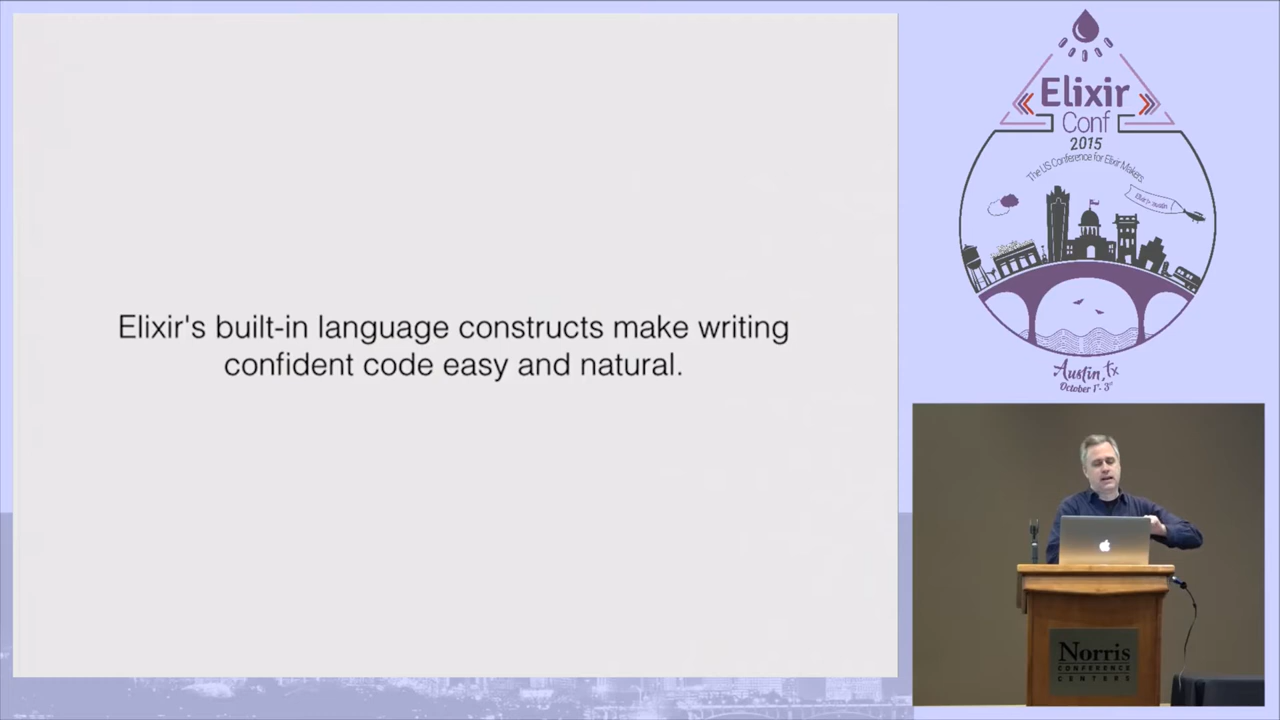 Elixir's built-in language constructs make writing
confident code easy and natural.
Elixir
Conf
2015
The US Conference for Elixir Makers
Austin, TX
October 1st - 3rd
Norris
CONFERENCE
CENTERS